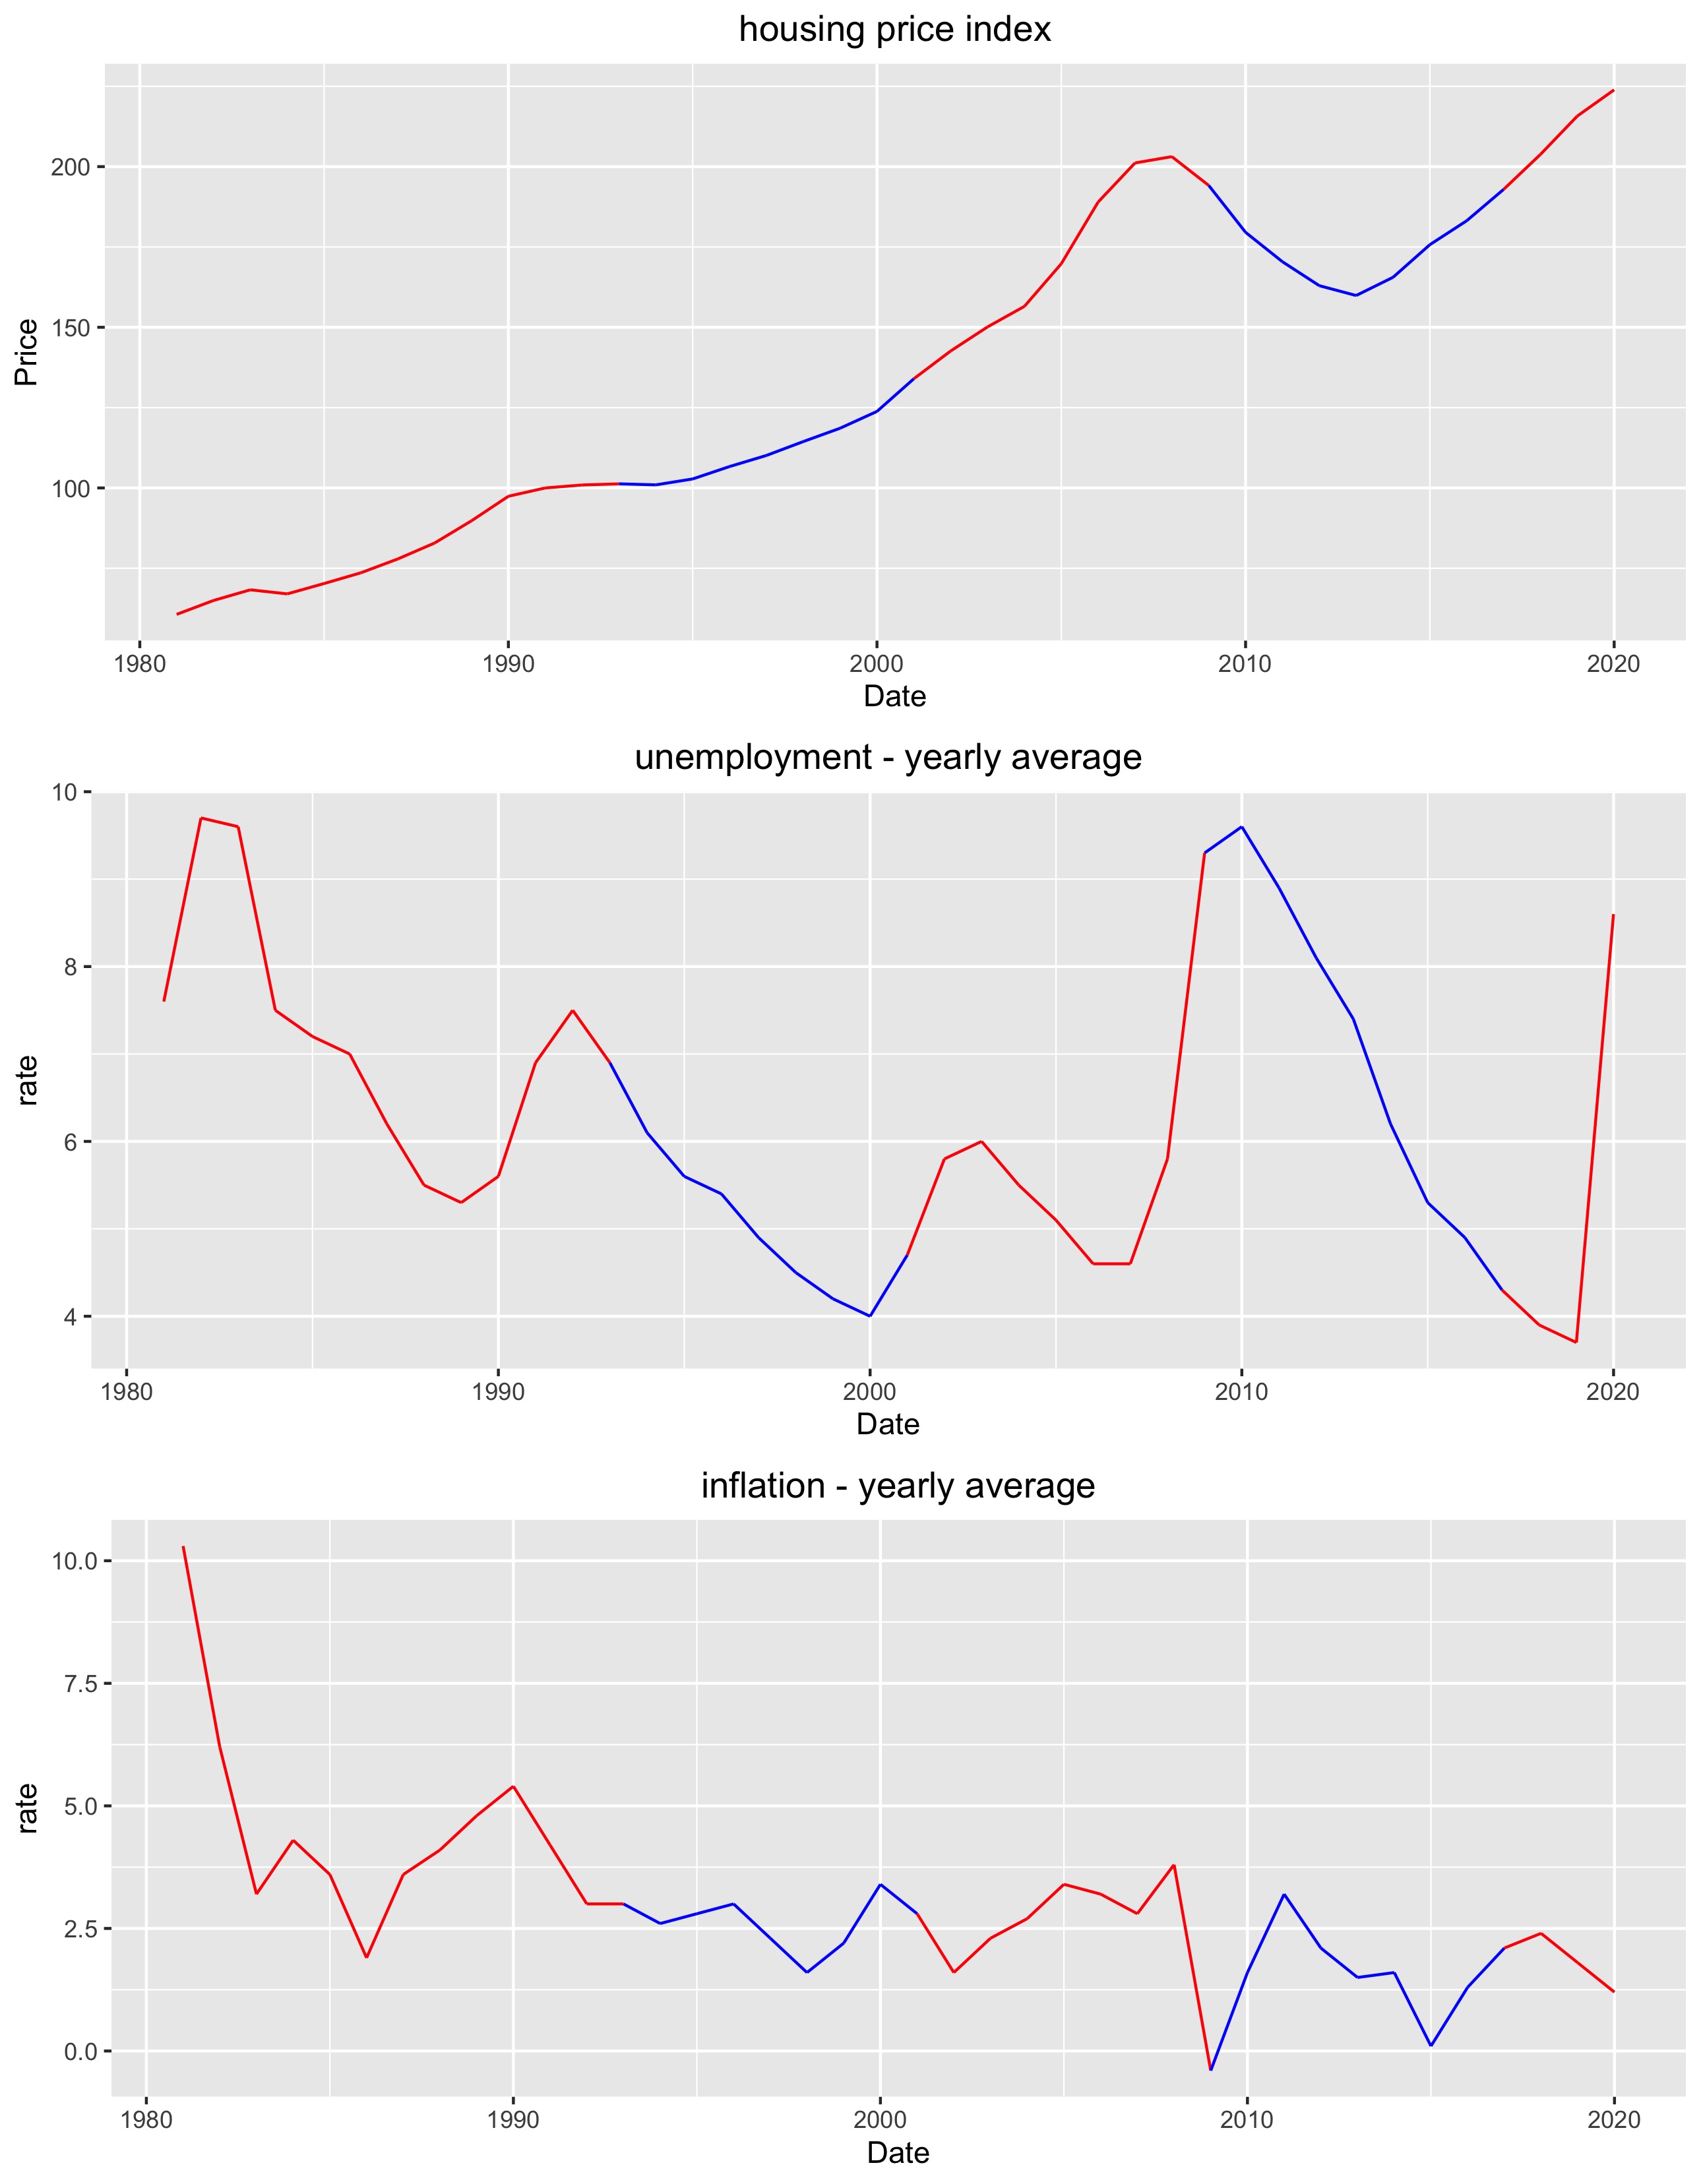 housing price index
200
150
100
Price
1980 1990 2000 2010 2020
Date
unemployment - yearly average
10
8
6
4
rate
1980 1990 2000 2010 2020
Date
inflation - yearly average
10.0
7.5
5.0
2.5
0.0
rate
1980 1990 2000 2010 2020
Date